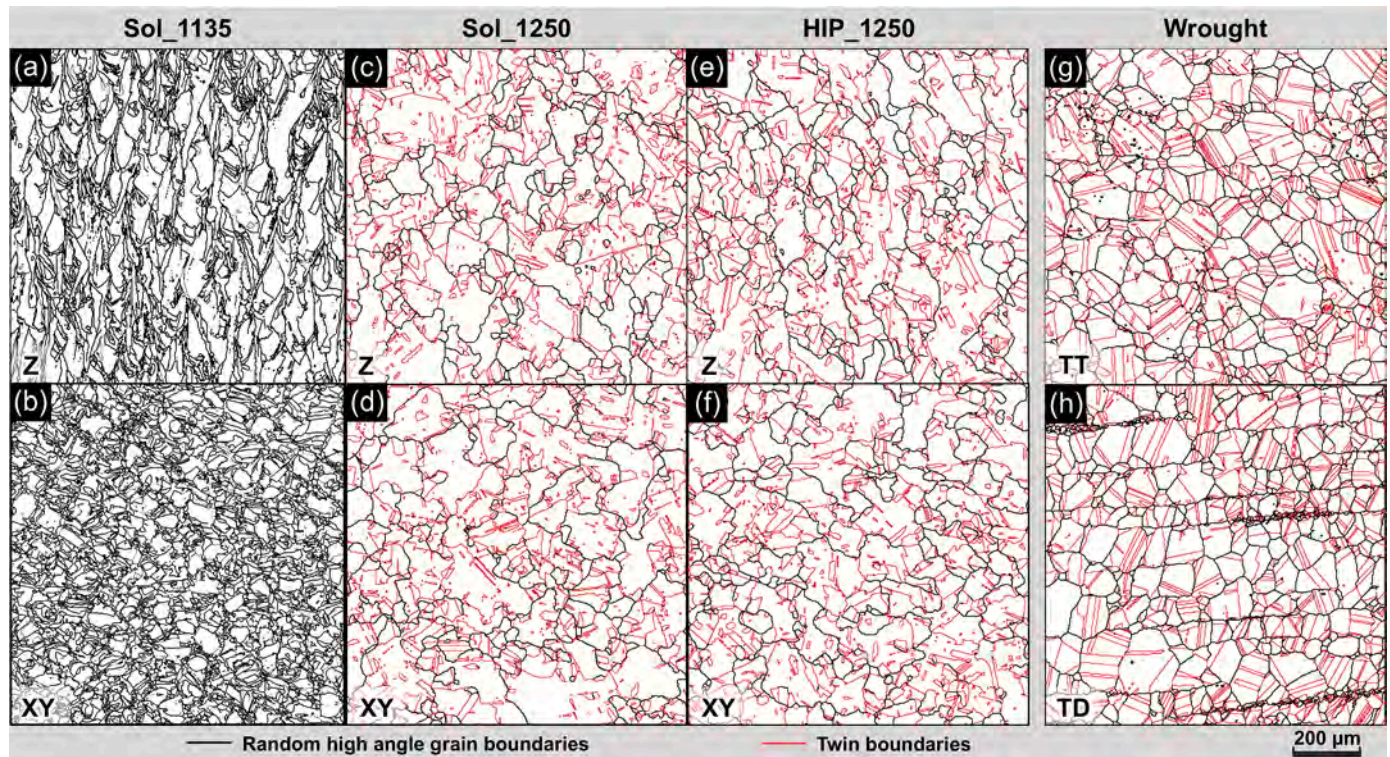 Sol_1135 Sol_1250 HIP_1250 Wrought
(a) (c) (e) (g)
Z Z Z TT
(b) (d) (f) (h)
XY XY XY TD
Random high angle grain boundaries Twin boundaries 200 µm